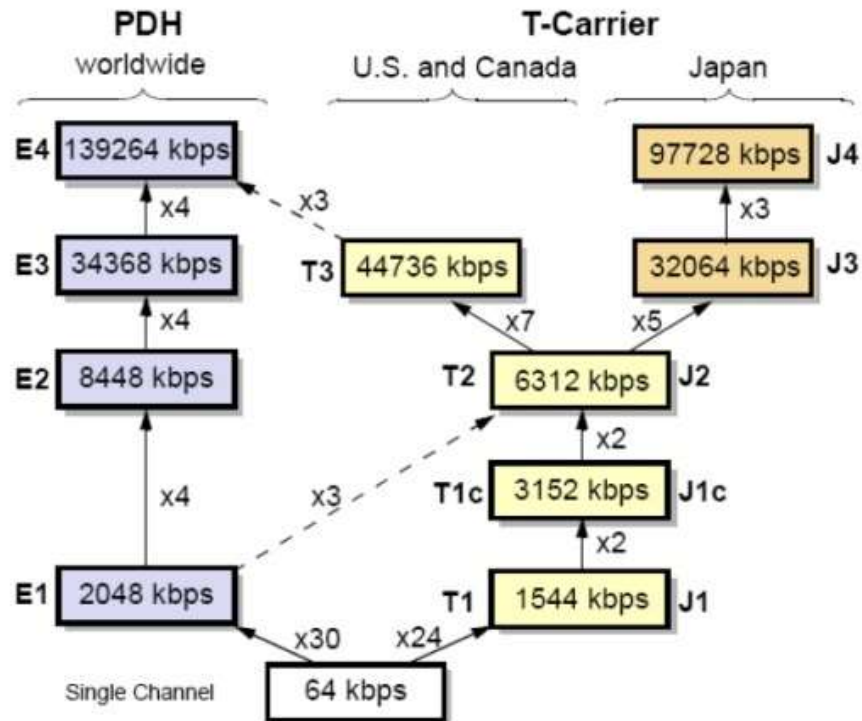 PDH T-Carrier
worldwide U.S. and Canada Japan
E4 139264 kbps 97728 kbps J4
x4 x3 x3
E3 34368 kbps T3 44736 kbps 32064 kbps J3
x4 x7 x5
E2 8448 kbps T2 6312 kbps J2
x2
x4 x3 T1c 3152 kbps J1c
x2
E1 2048 kbps T1 1544 kbps J1
x30 x24
Single Channel 64 kbps